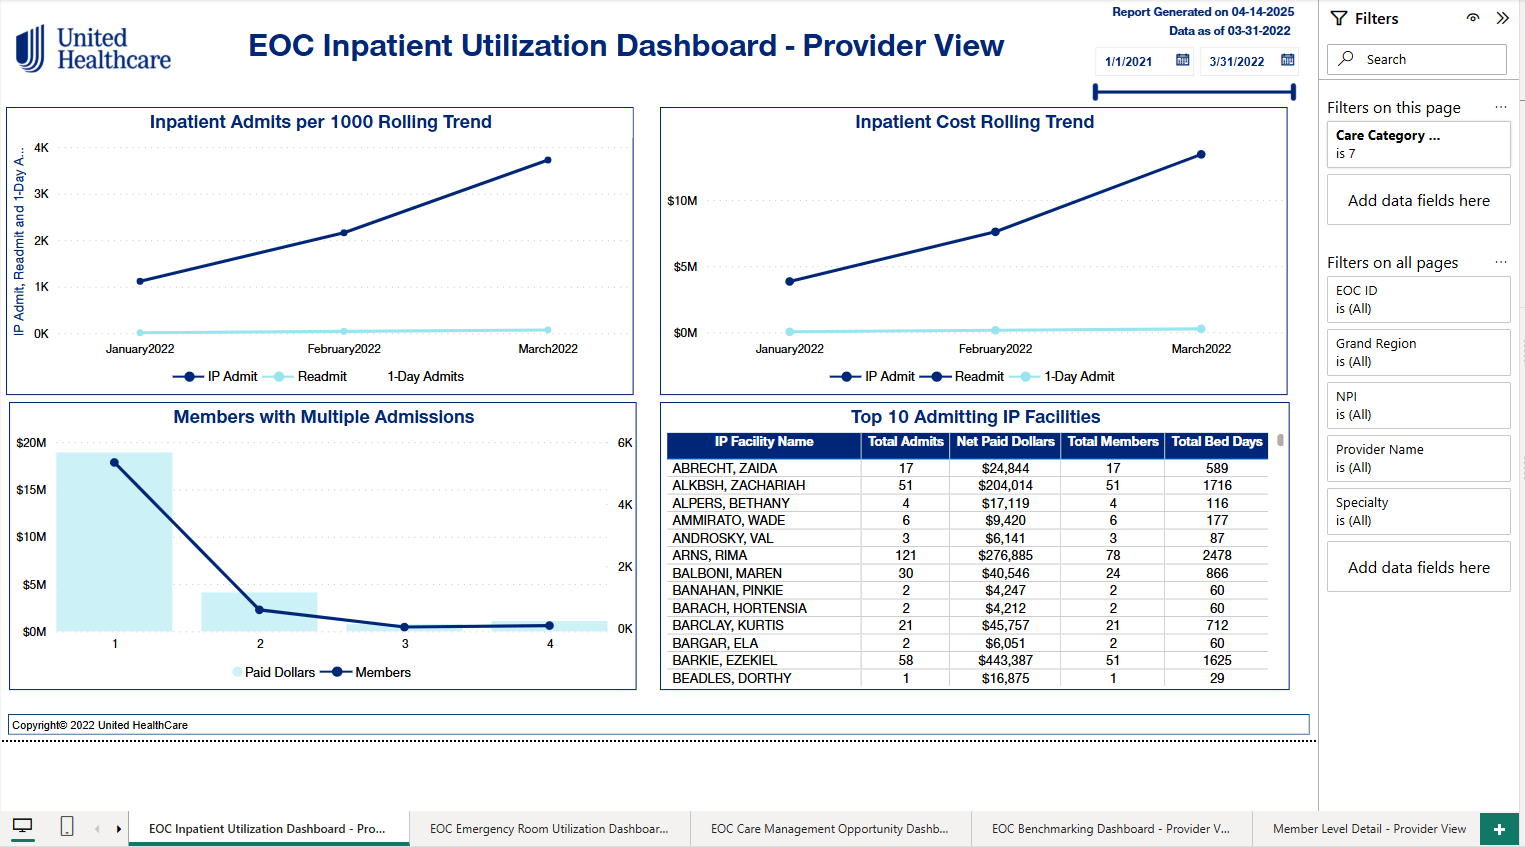 United
Healthcare
EOC Inpatient Utilization Dashboard - Provider View
Report Generated on 04-14-2025
Data as of 03-31-2022
1/1/2021 3/31/2022
Inpatient Admits per 1000 Rolling Trend
IP Admit, Readmit and 1-Day A...
4K
3K
2K
1K
0K
January2022 February2022 March2022
IP Admit Readmit 1-Day Admits
Inpatient Cost Rolling Trend
$10M
$5M
$0M
January2022 February2022 March2022
IP Admit Readmit 1-Day Admit
Members with Multiple Admissions
$20M 6K
$15M
4K
$10M
2K
$5M
$0M 0K
1 2 3 4
Paid Dollars Members
Top 10 Admitting IP Facilities
IP Facility Name Total Admits Net Paid Dollars Total Members Total Bed Days
ABRECHT, ZAIDA 17 $24,844 17 589
ALKBSH, ZACHARIAH 51 $204,014 51 1716
ALPERS, BETHANY 4 $17,119 4 116
AMMIRATO, WADE 6 $9,420 6 177
ANDROSKY, VAL 3 $6,141 3 87
ARNS, RIMA 121 $276,885 78 2478
BALBONI, MAREN 30 $40,546 24 866
BANAHAN, PINKIE 2 $4,247 2 60
BARACH, HORTENSIA 2 $4,212 2 60
BARCLAY, KURTIS 21 $45,757 21 712
BARGAR, ELA 2 $6,051 2 60
BARKIE, EZEKIEL 58 $443,387 51 1625
BEADLES, DORTHY 1 $16,875 1 29
Copyright© 2022 United HealthCare
Filters
Search
Filters on this page ...
Care Category ...
is 7
Add data fields here
Filters on all pages ...
EOC ID
is (All)
Grand Region
is (All)
NPI
is (All)
Provider Name
is (All)
Specialty
is (All)
Add data fields here
EOC Inpatient Utilization Dashboard - Pro... EOC Emergency Room Utilization Dashboar... EOC Care Management Opportunity Dashb... EOC Benchmarking Dashboard - Provider V... Member Level Detail - Provider View +